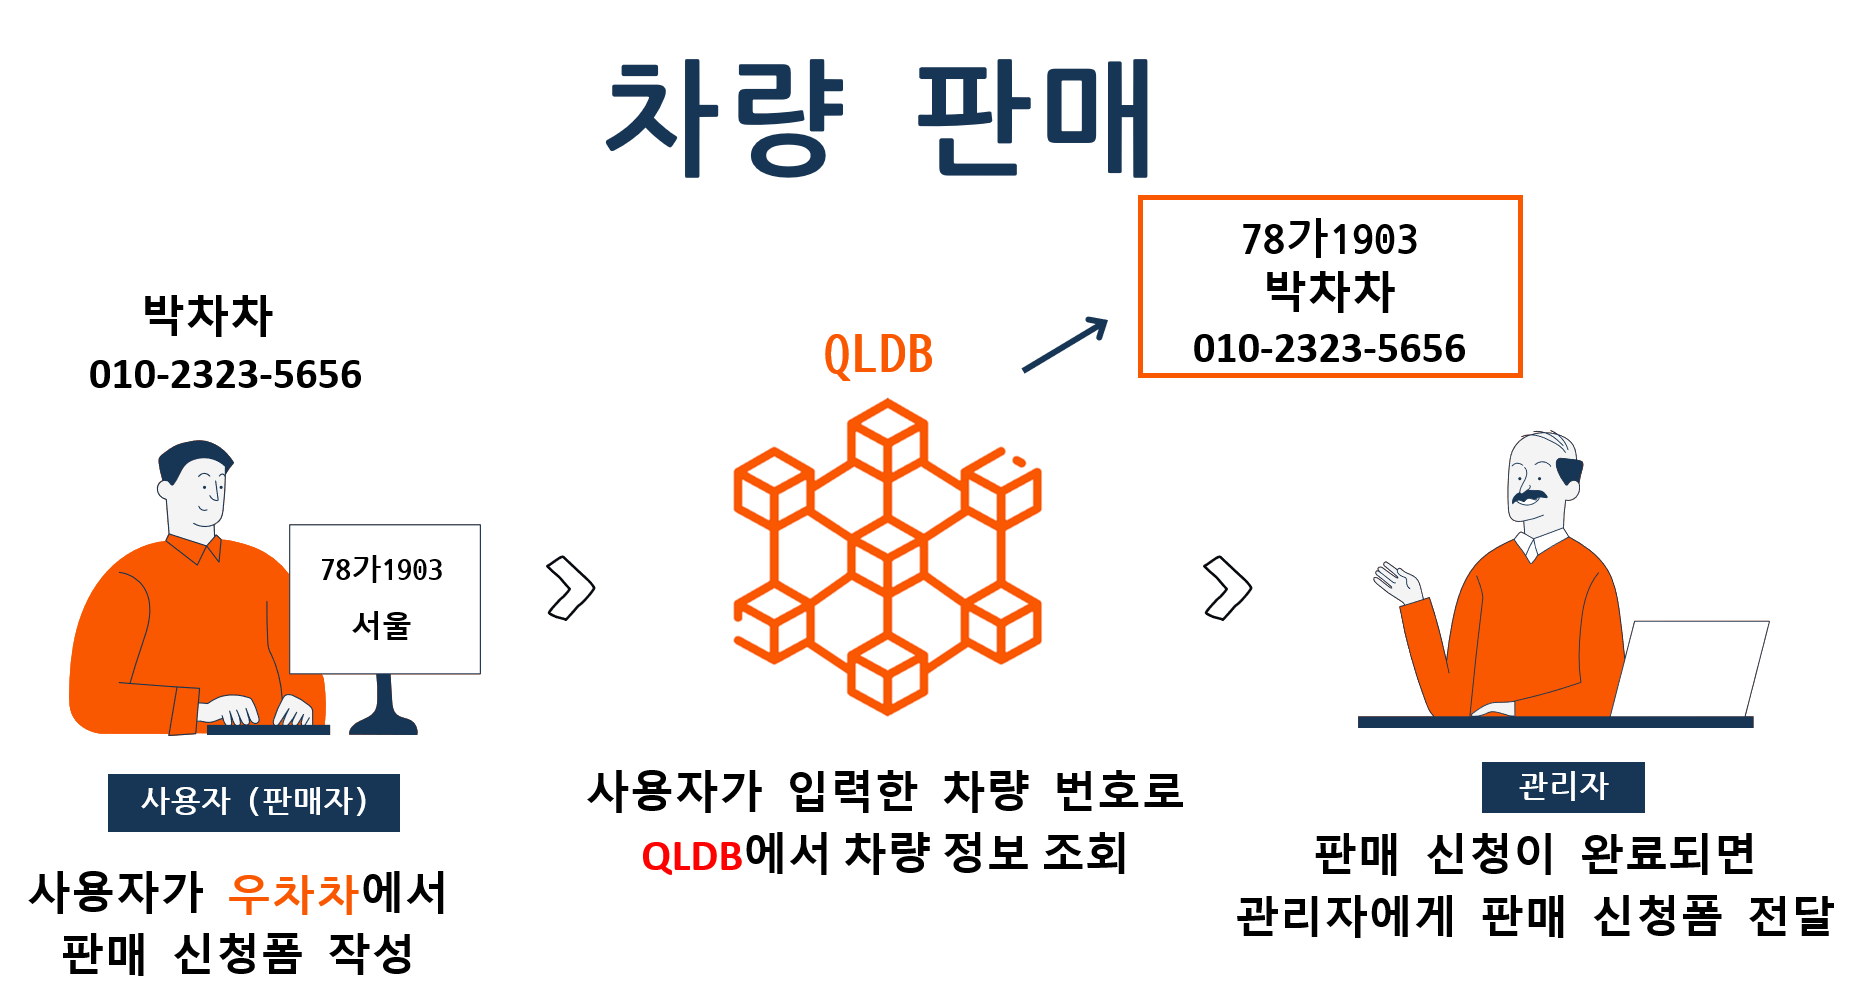 차량 판매
박차차
010-2323-5656
78가1903
서울
사용자 (판매자)
사용자가 우차차에서
판매 신청폼 작성
QLDB
78가1903
박차차
010-2323-5656
사용자가 입력한 차량 번호로
QLDB에서 차량 정보 조회
관리자
판매 신청이 완료되면
관리자에게 판매 신청폼 전달